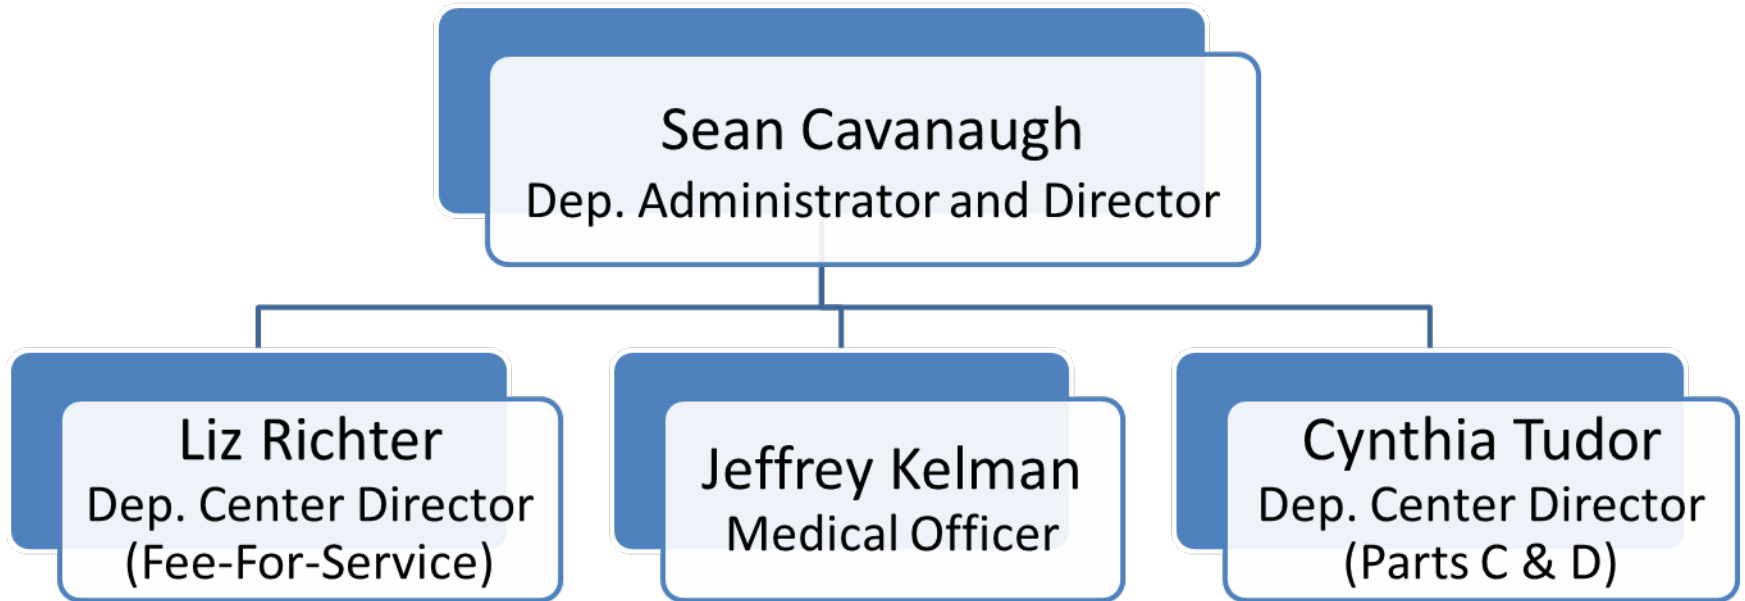 Sean Cavanaugh
Dep. Administrator and Director
Liz Richter
Dep. Center Director
(Fee-For-Service)
Jeffrey Kelman
Medical Officer
Cynthia Tudor
Dep. Center Director
(Parts C & D)